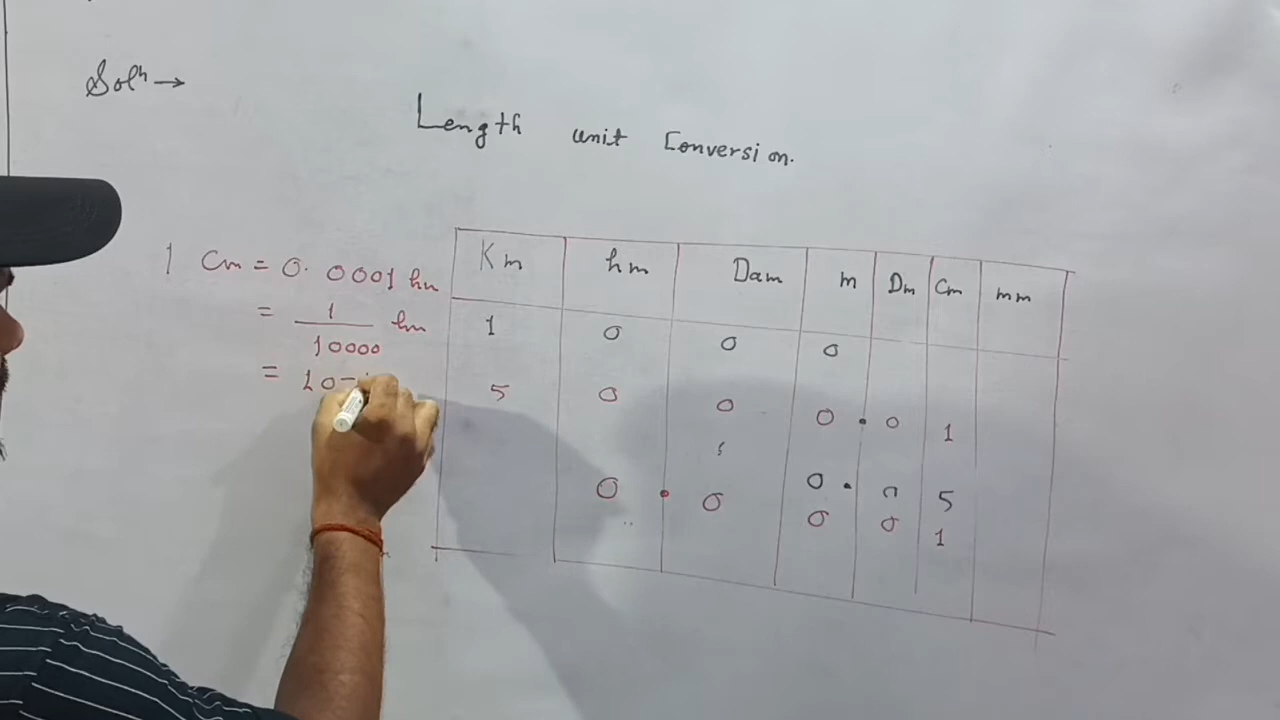 Solⁿ →
Length unit Conversion.
1 Cm = 0.0001 hm
= 1/10000 hm
= 10-
Km hm Dam m Dm Cm mm
1 0 0 0
5 0 0 0 . 0 1
0 . 0 5
0 . 0 0 0 1